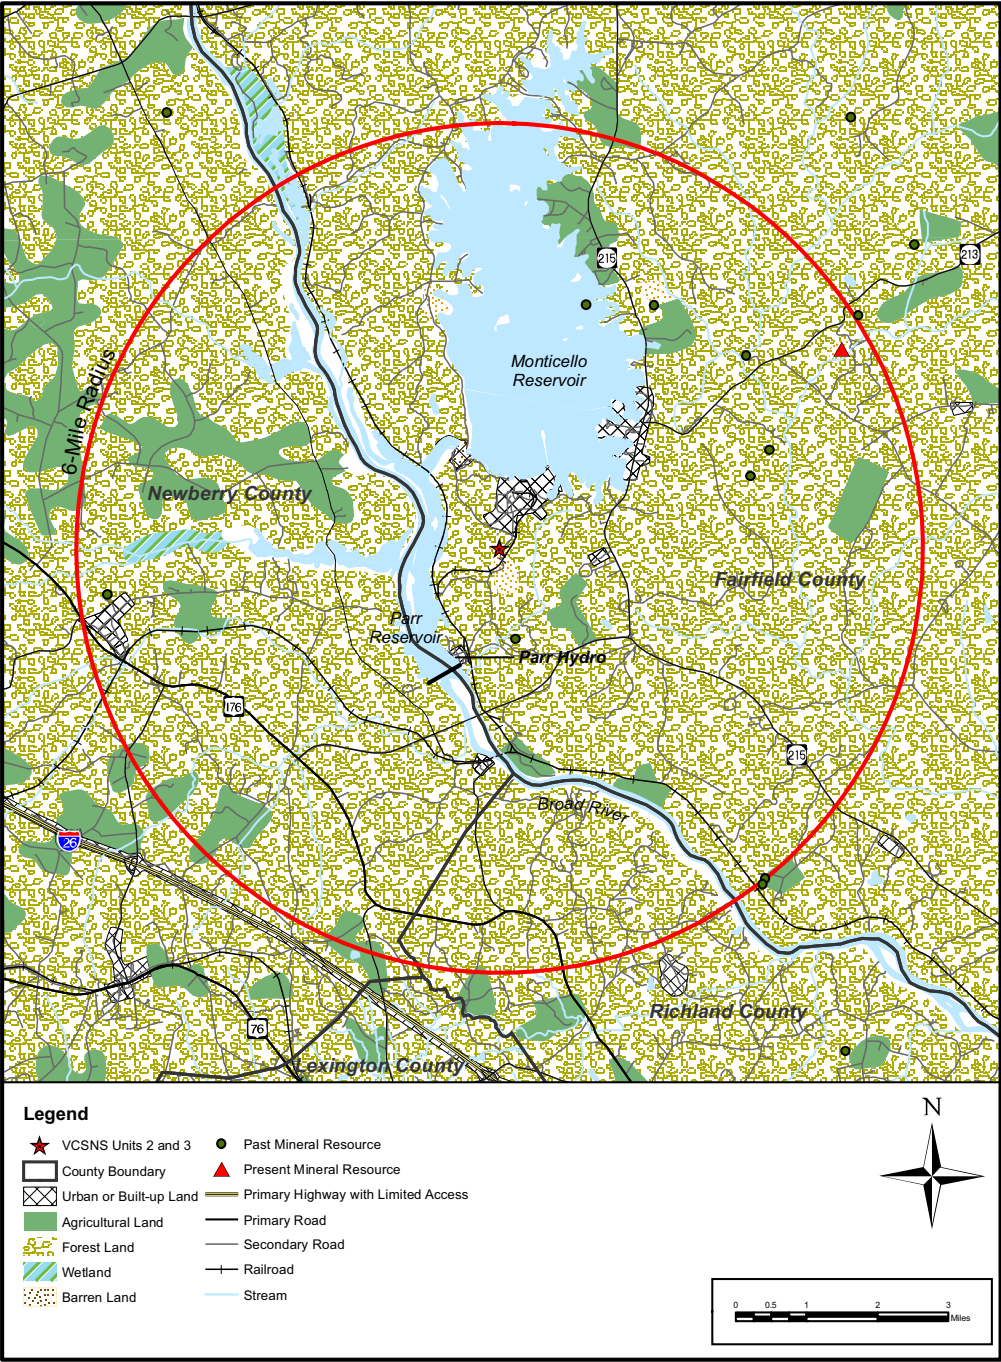 215
213
Monticello
Reservoir
6-Mile Radius
Newberry County
Fairfield County
Parr
Reservoir
Parr Hydro
176
215
Broad River
26
Richland County
76
Lexington County
Legend
VCSNS Units 2 and 3
County Boundary
Urban or Built-up Land
Agricultural Land
Forest Land
Wetland
Barren Land
Past Mineral Resource
Present Mineral Resource
Primary Highway with Limited Access
Primary Road
Secondary Road
Railroad
Stream
N
0 0.5 1 2 3
Miles